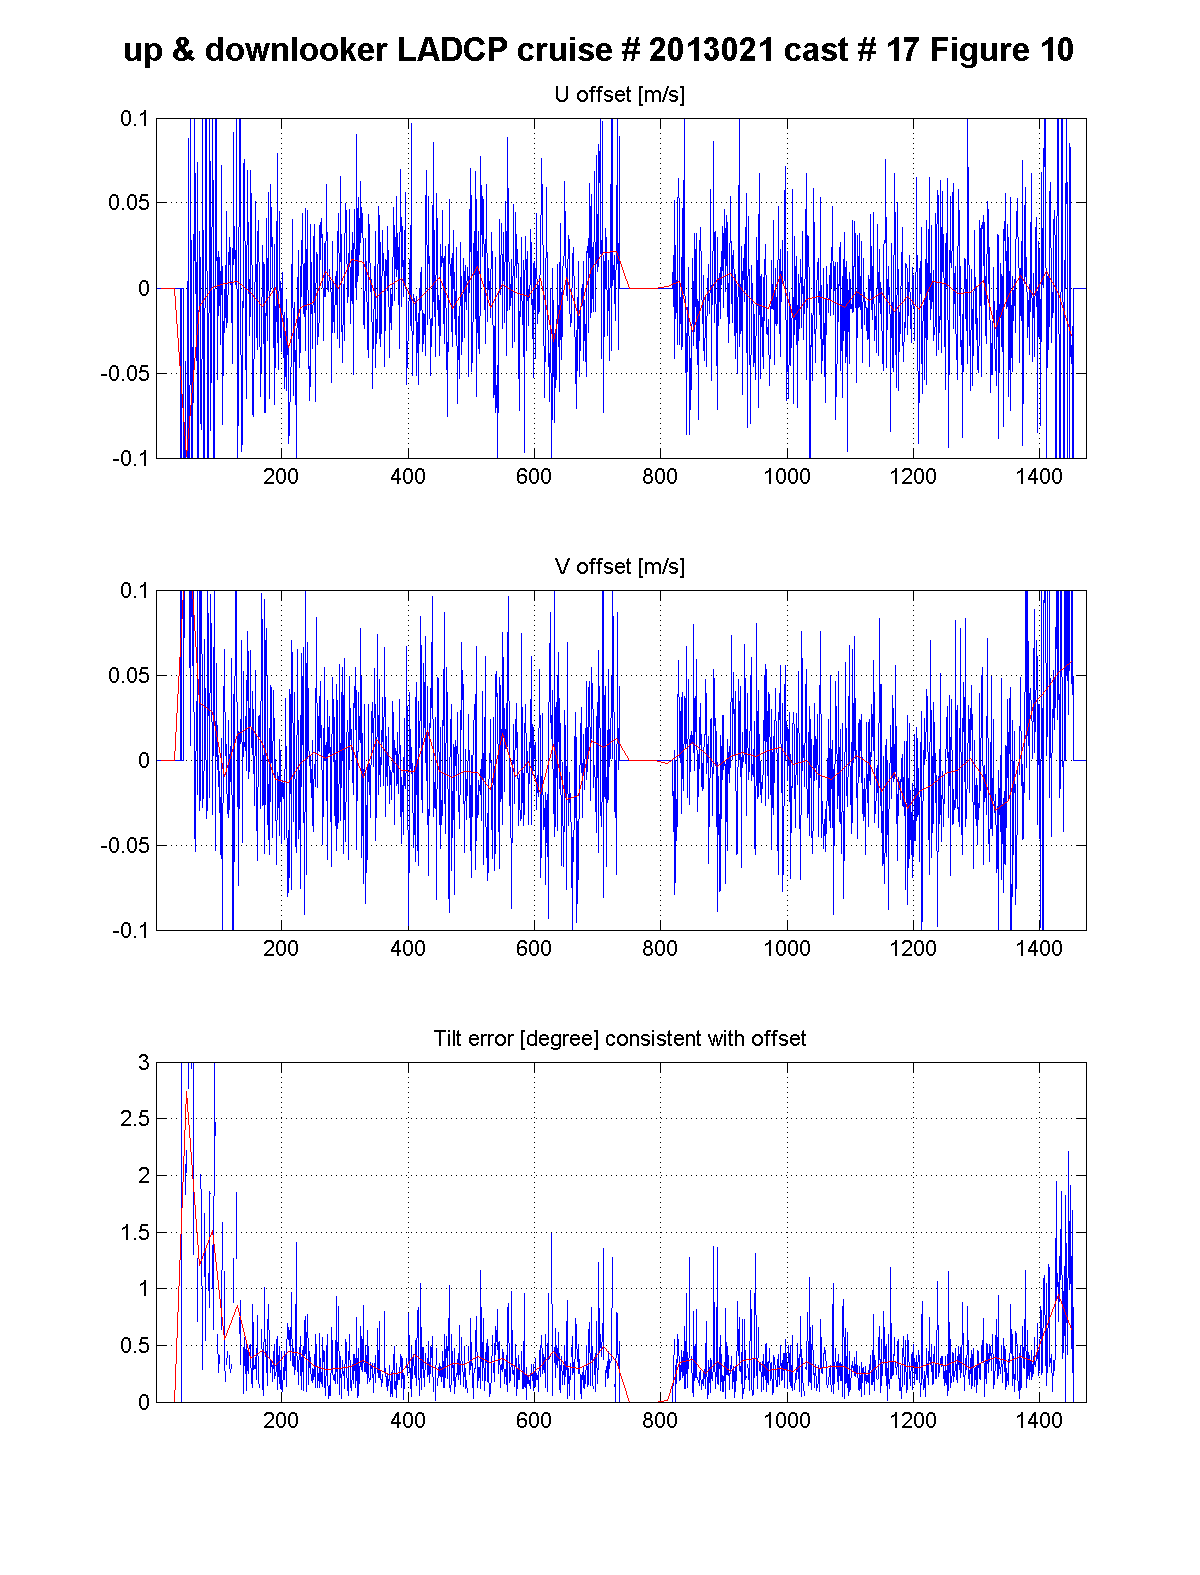 up & downlooker LADCP cruise # 2013021 cast # 17 Figure 10
U offset [m/s]
0.1
0.05
0
-0.05
-0.1
200 400 600 800 1000 1200 1400
V offset [m/s]
0.1
0.05
0
-0.05
-0.1
200 400 600 800 1000 1200 1400
Tilt error [degree] consistent with offset
3
2.5
2
1.5
1
0.5
0
200 400 600 800 1000 1200 1400